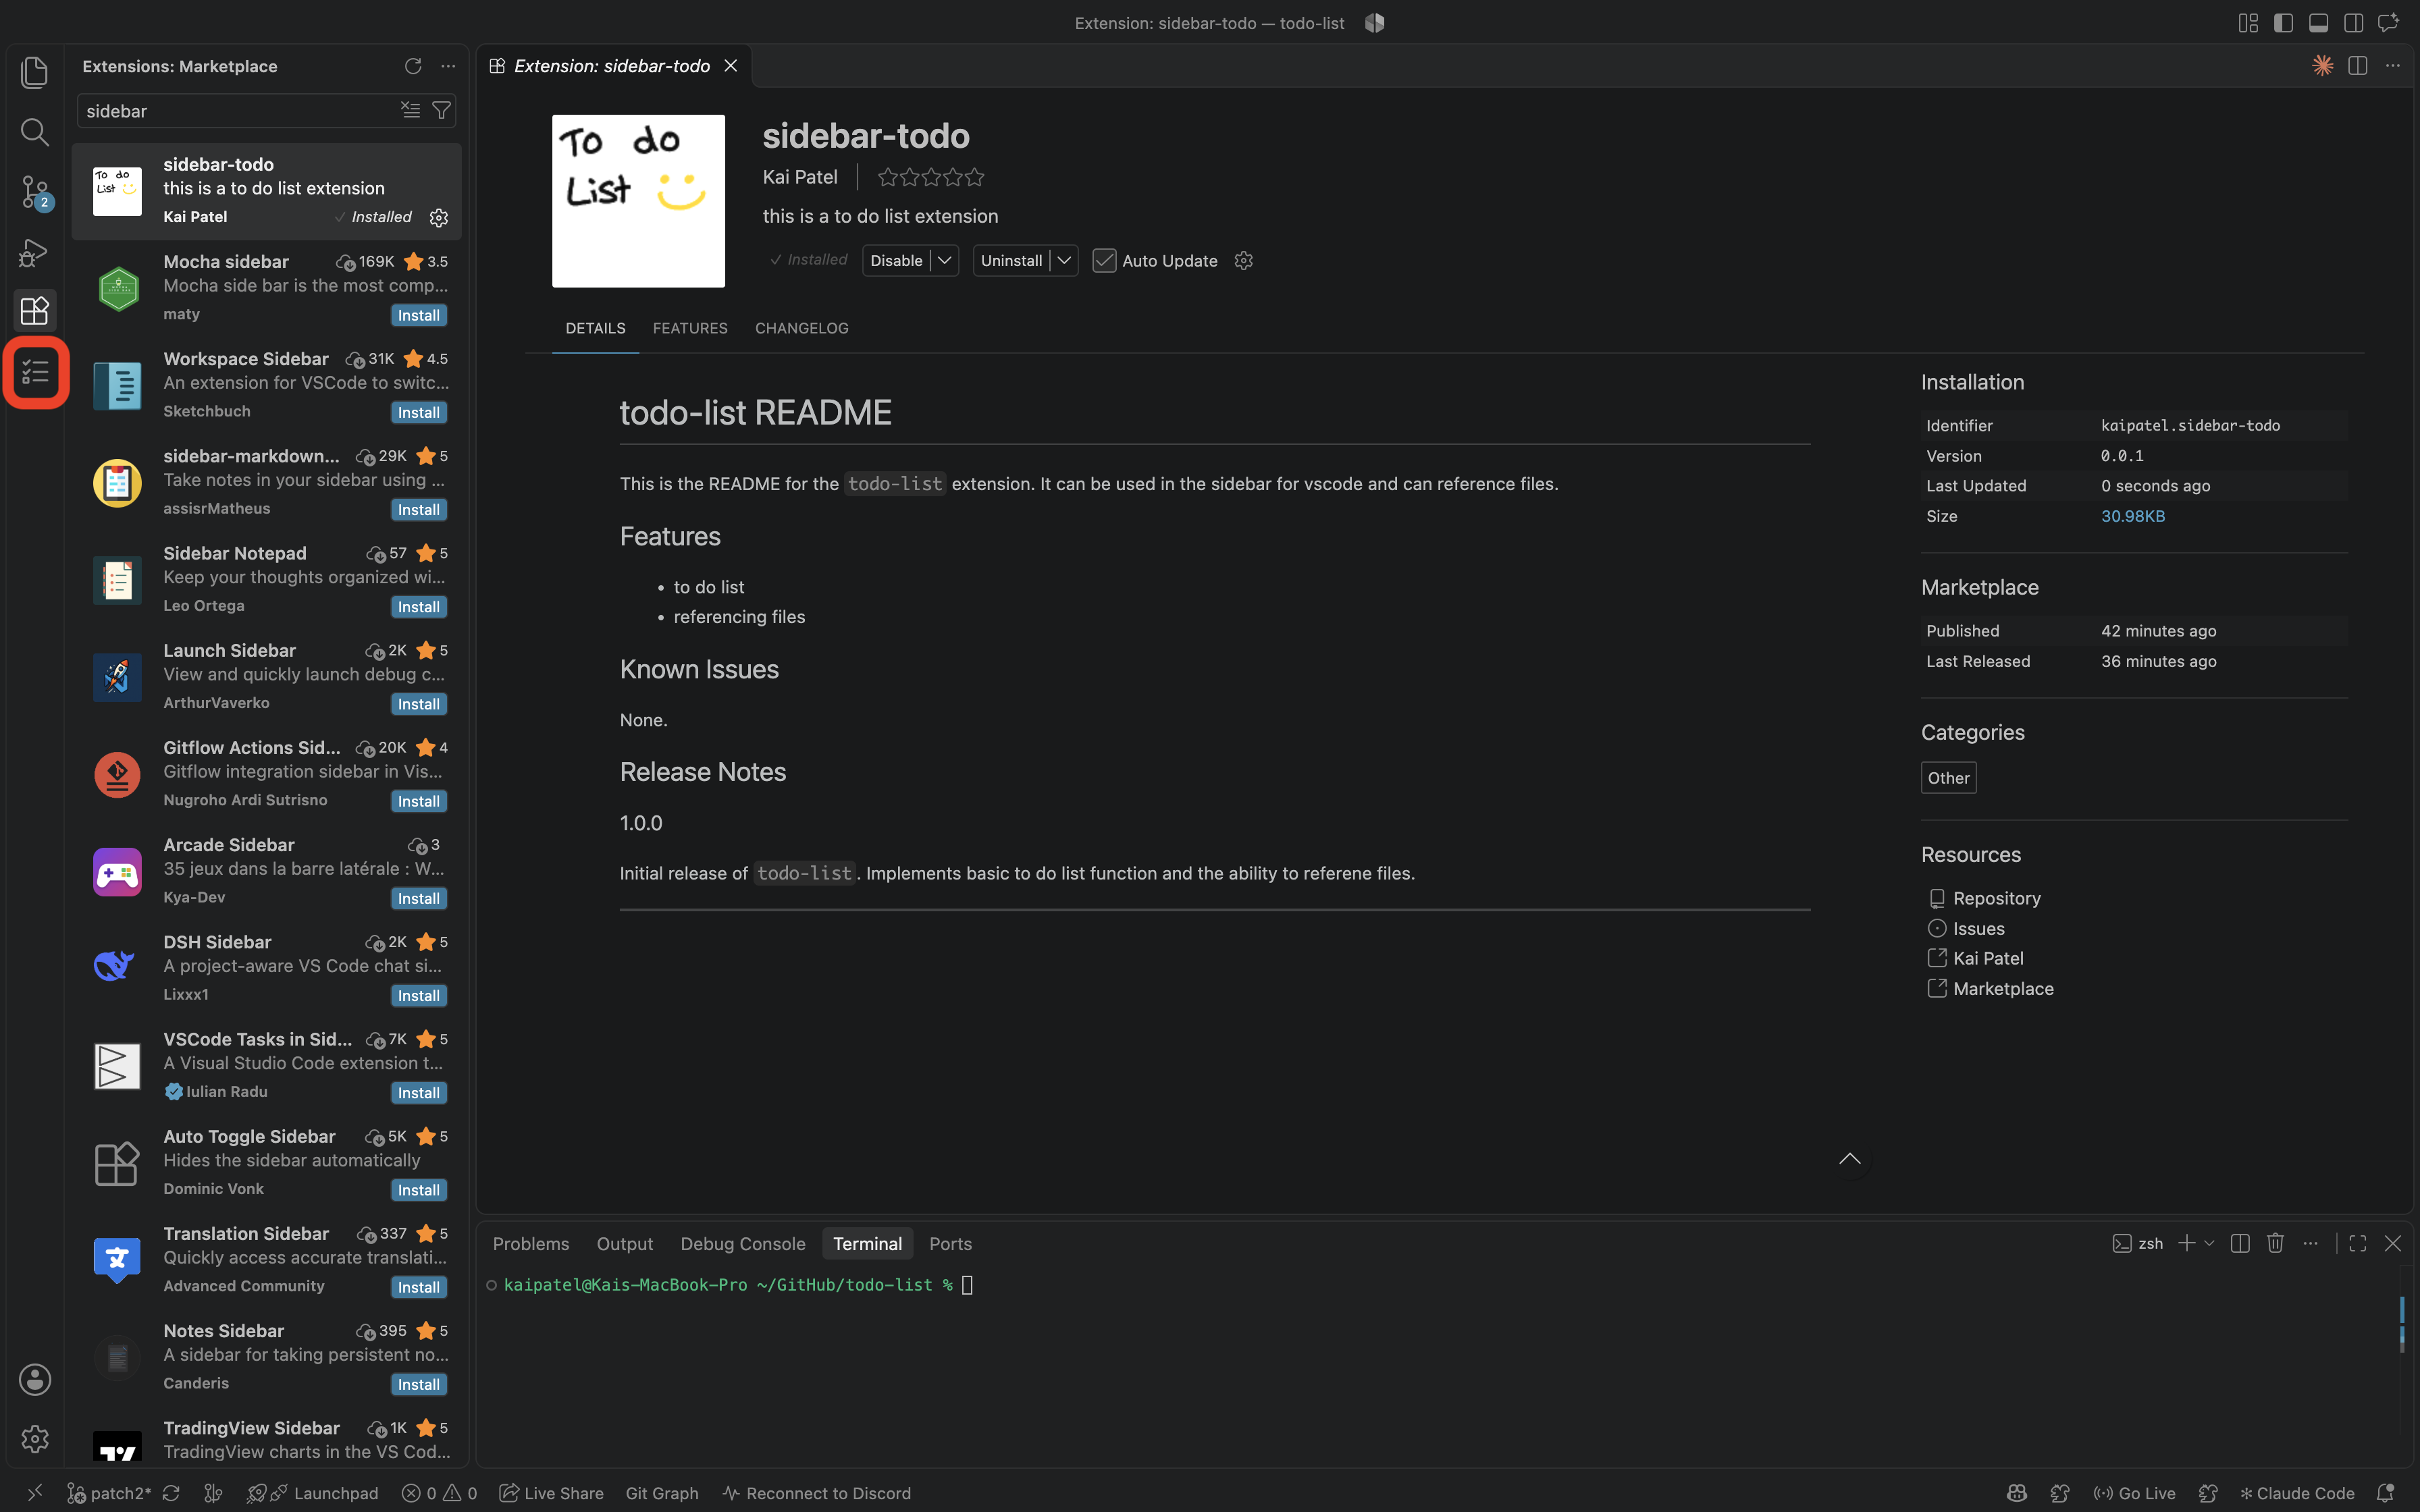 Extension: sidebar-todo — todo-list
Extensions: Marketplace
sidebar
sidebar-todo
this is a to do list extension
Kai Patel
Installed
Mocha sidebar 169K 3.5
Mocha side bar is the most comp...
maty
Install
Workspace Sidebar 31K 4.5
An extension for VSCode to switc...
Sketchbuch
Install
sidebar-markdown... 29K 5
Take notes in your sidebar using ...
assisrMatheus
Install
Sidebar Notepad 57 5
Keep your thoughts organized wi...
Leo Ortega
Install
Launch Sidebar 2K 5
View and quickly launch debug c...
ArthurVaverko
Install
Gitflow Actions Sid... 20K 4
Gitflow integration sidebar in Vis...
Nugroho Ardi Sutrisno
Install
Arcade Sidebar 3
35 jeux dans la barre latérale : W...
Kya-Dev
Install
DSH Sidebar 2K 5
A project-aware VS Code chat si...
Lixxx1
Install
VSCode Tasks in Sid... 7K 5
A Visual Studio Code extension t...
Iulian Radu
Install
Auto Toggle Sidebar 5K 5
Hides the sidebar automatically
Dominic Vonk
Install
Translation Sidebar 337 5
Quickly access accurate translati...
Advanced Community
Install
Notes Sidebar 395 5
A sidebar for taking persistent no...
Canderis
Install
TradingView Sidebar 1K 5
TradingView charts in the VS Cod...
2
To do
List
Extension: sidebar-todo
To do
List
sidebar-todo
Kai Patel
this is a to do list extension
Installed Disable Uninstall Auto Update
DETAILS FEATURES CHANGELOG
todo-list README
This is the README for the todo-list extension. It can be used in the sidebar for vscode and can reference files.
Features
• to do list
• referencing files
Known Issues
None.
Release Notes
1.0.0
Initial release of todo-list. Implements basic to do list function and the ability to referene files.
Installation
Identifier kaipatel.sidebar-todo
Version 0.0.1
Last Updated 0 seconds ago
Size 30.98KB
Marketplace
Published 42 minutes ago
Last Released 36 minutes ago
Categories
Other
Resources
Repository
Issues
Kai Patel
Marketplace
Problems Output Debug Console Terminal Ports
zsh
kaipatel@Kais-MacBook-Pro ~/GitHub/todo-list %
patch2* Launchpad 0 0 Live Share Git Graph Reconnect to Discord
Go Live Claude Code